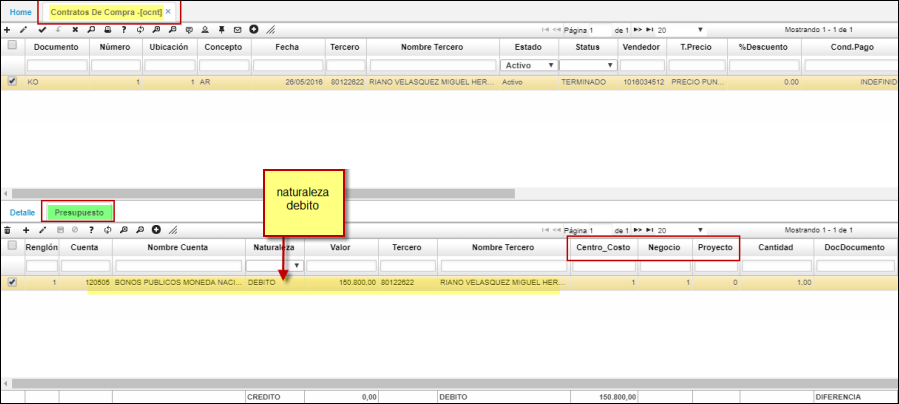 Home Contratos De Compra -[ocnt] ×
Página 1 de 1 20 Mostrando 1 - 1 de 1
Documento Número Ubicación Concepto Fecha Tercero Nombre Tercero Estado Status Vendedor T.Precio %Descuento Cond.Pago
Activo
KO 1 1 AR 26/05/2016 80122622 RIANO VELASQUEZ MIGUEL HER... Activo TERMINADO 1016034512 PRECIO PUN... 0.00 INDEFINID
naturaleza
debito
Detalle Presupuesto
Página 1 de 1 20 Mostrando 1 - 1 de 1
Renglón Cuenta Nombre Cuenta Naturaleza Valor Tercero Nombre Tercero Centro_Costo Negocio Proyecto Cantidad DocDocumento
1 120505 BONOS PUBLICOS MONEDA NACI... DEBITO 150.800,00 80122622 RIANO VELASQUEZ MIGUEL HER... 1 1 0 1,00
CREDITO 0,00 DEBITO 150.800,00 DIFERENCIA